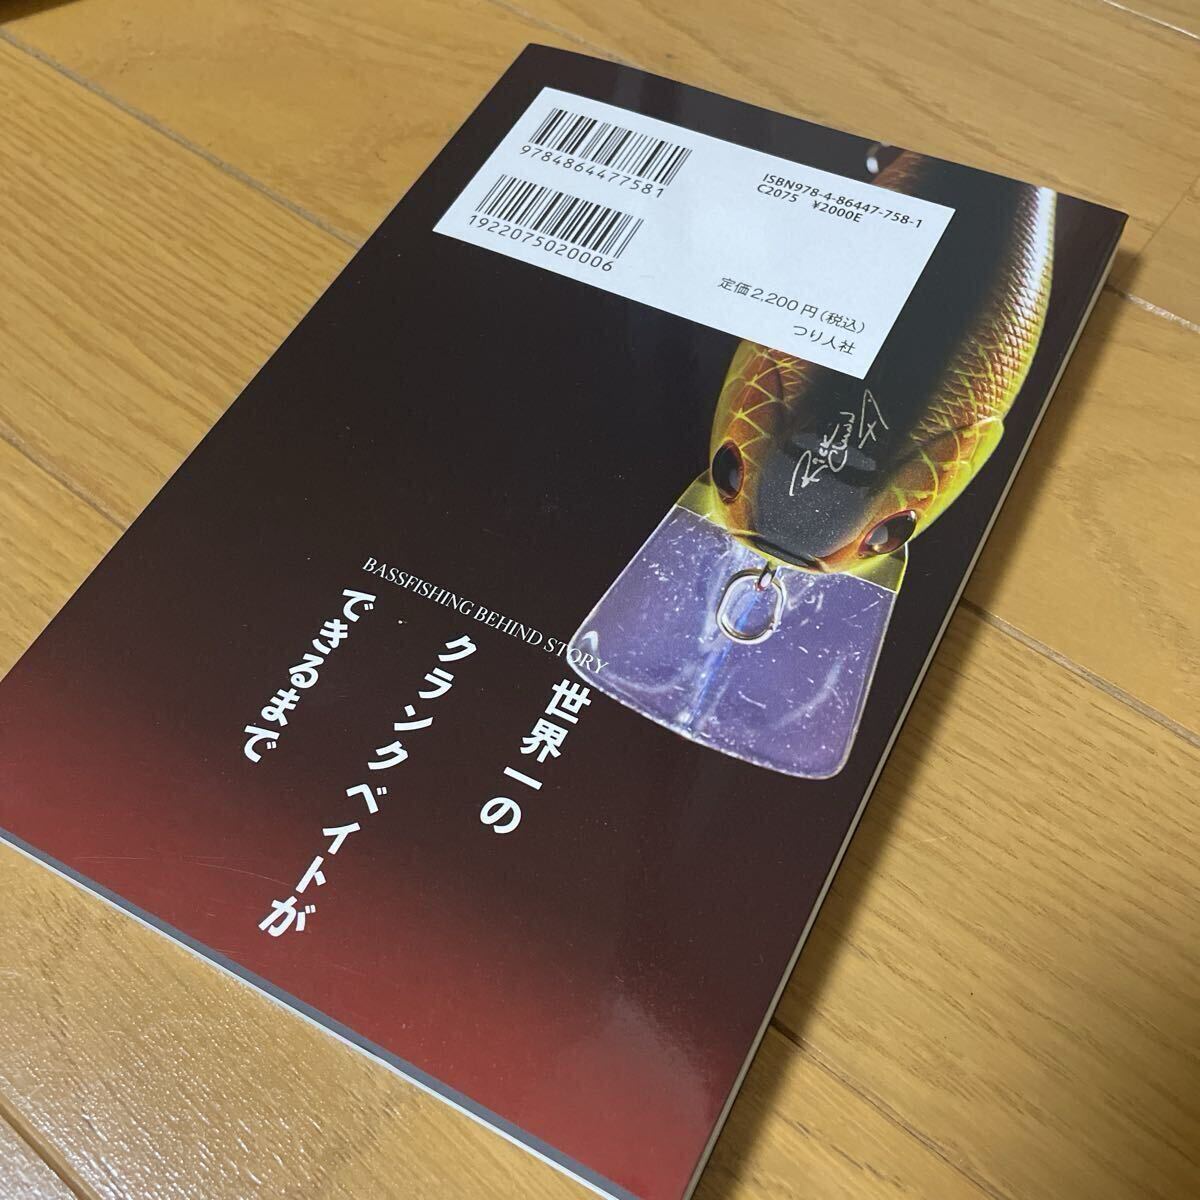 9784864477581
1922075020006
ISBN978-4-86447-758-1
C2075 ¥2000E
定価2,200円(税込)
つり人社
Rick Clunn
BASSFISHING BEHIND STORY
世界一の
クランクベイトが
できるまで